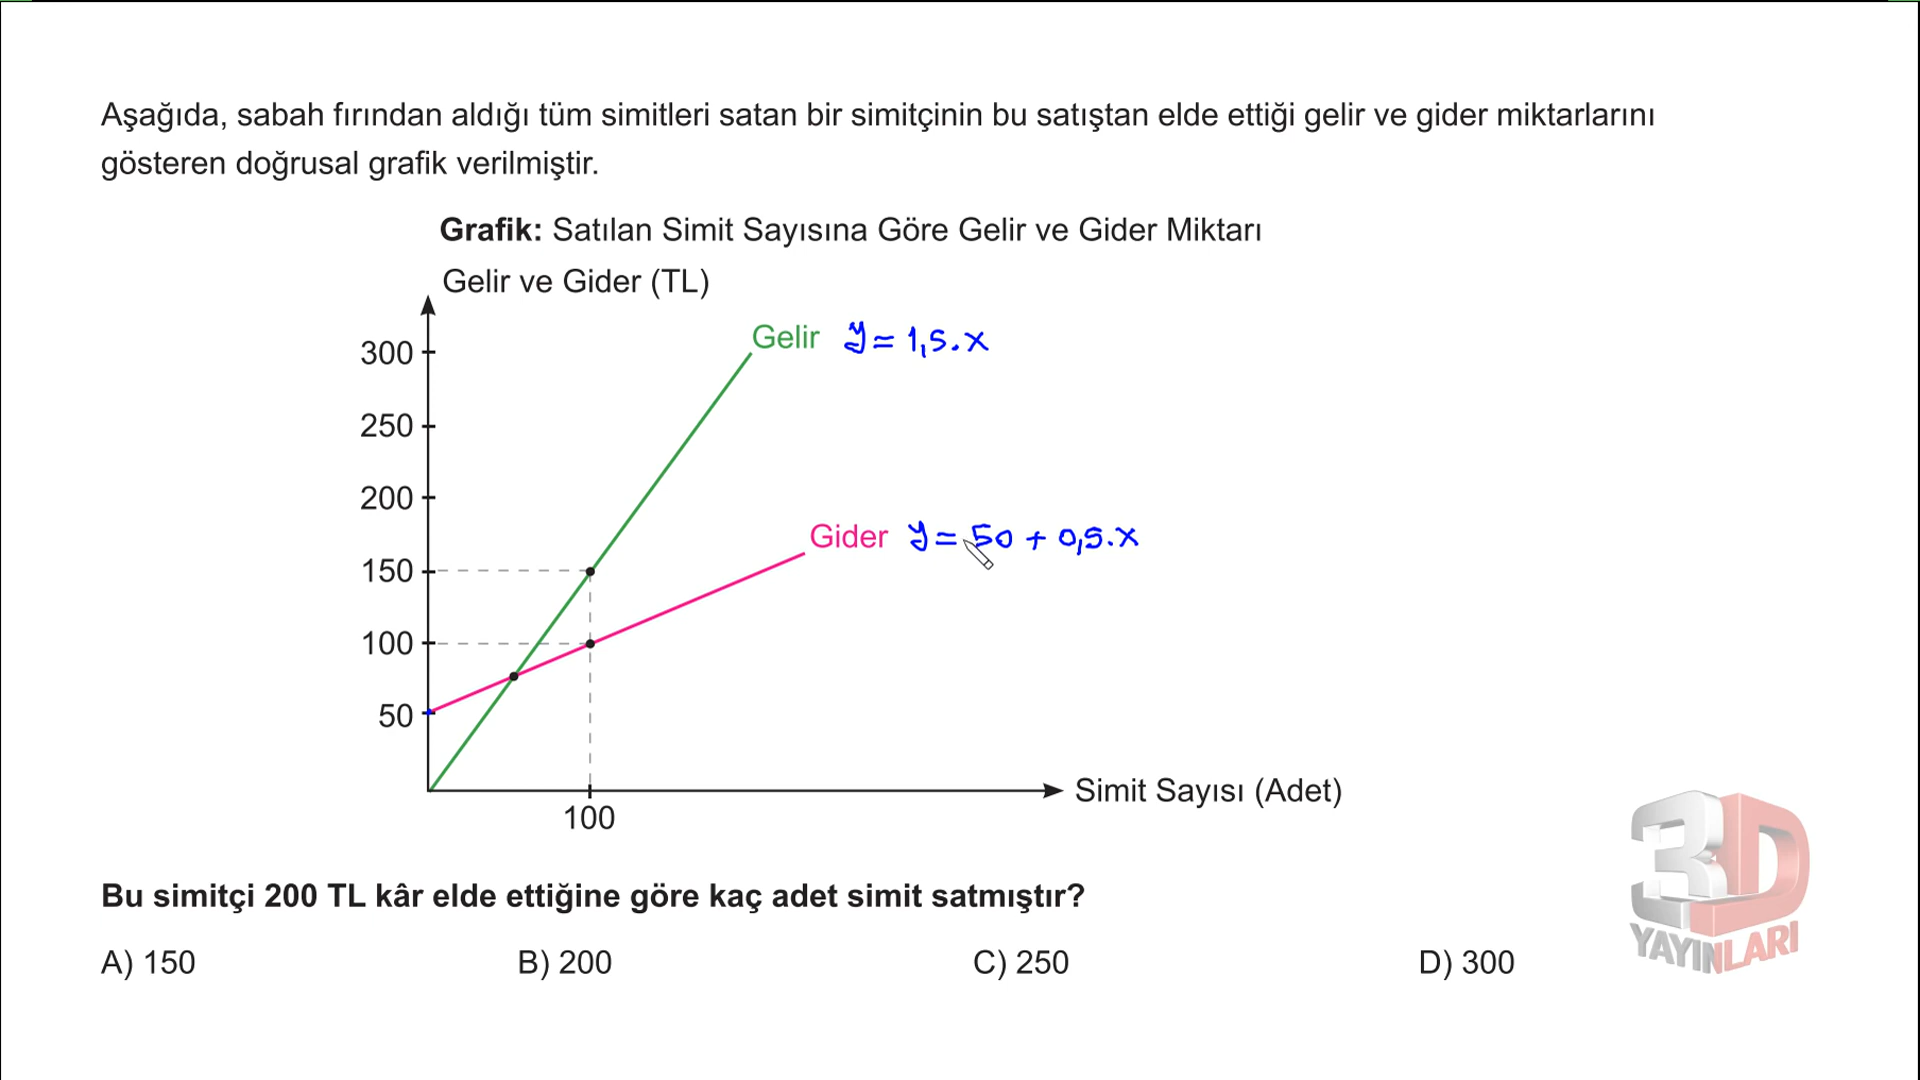 Aşağıda, sabah fırından aldığı tüm simitleri satan bir simitçinin bu satıştan elde ettiği gelir ve gider miktarlarını
gösteren doğrusal grafik verilmiştir.
Grafik: Satılan Simit Sayısına Göre Gelir ve Gider Miktarı
Gelir ve Gider (TL)
Gelir y = 1,5.x
300
250
200
Gider y = 50 + 0,5.x
150
100
50
Simit Sayısı (Adet)
100
Bu simitçi 200 TL kâr elde ettiğine göre kaç adet simit satmıştır?
A) 150
B) 200
C) 250
D) 300
3D
YAYINLARI